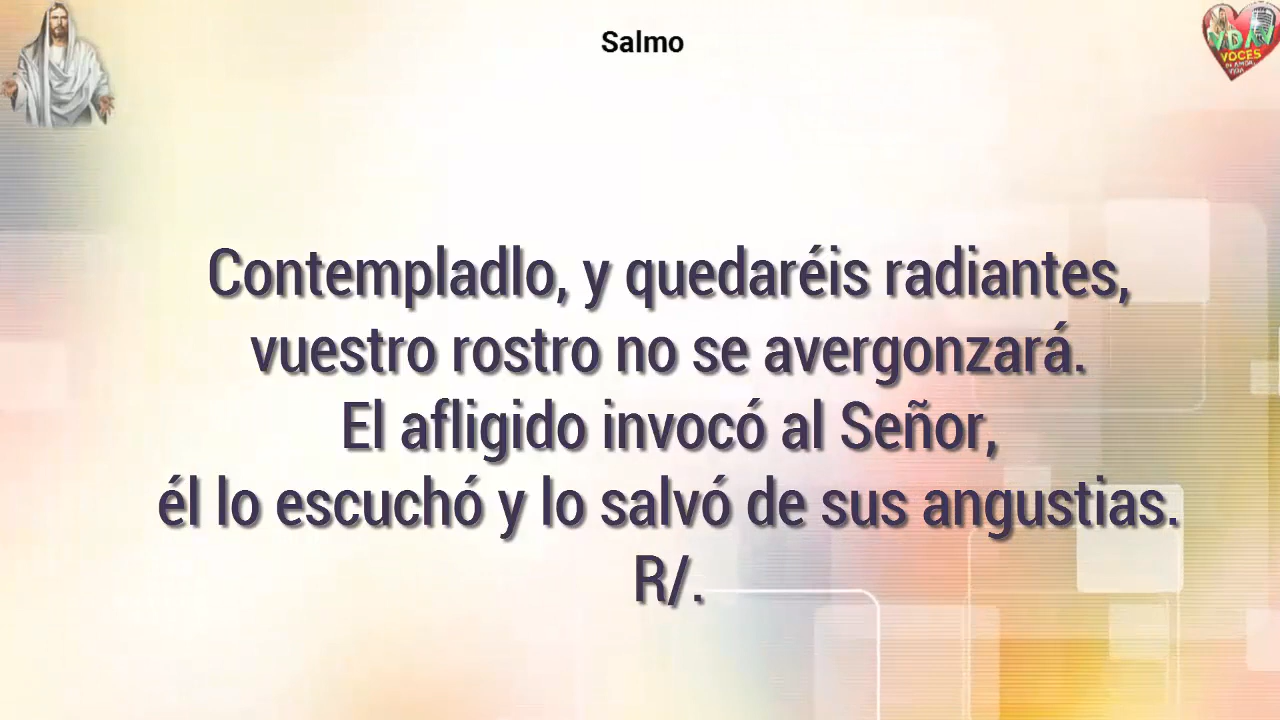 Salmo
VDA
VOCES
Contempladlo, y quedaréis radiantes,
vuestro rostro no se avergonzará.
El afligido invocó al Señor,
él lo escuchó y lo salvó de sus angustias.
R/.